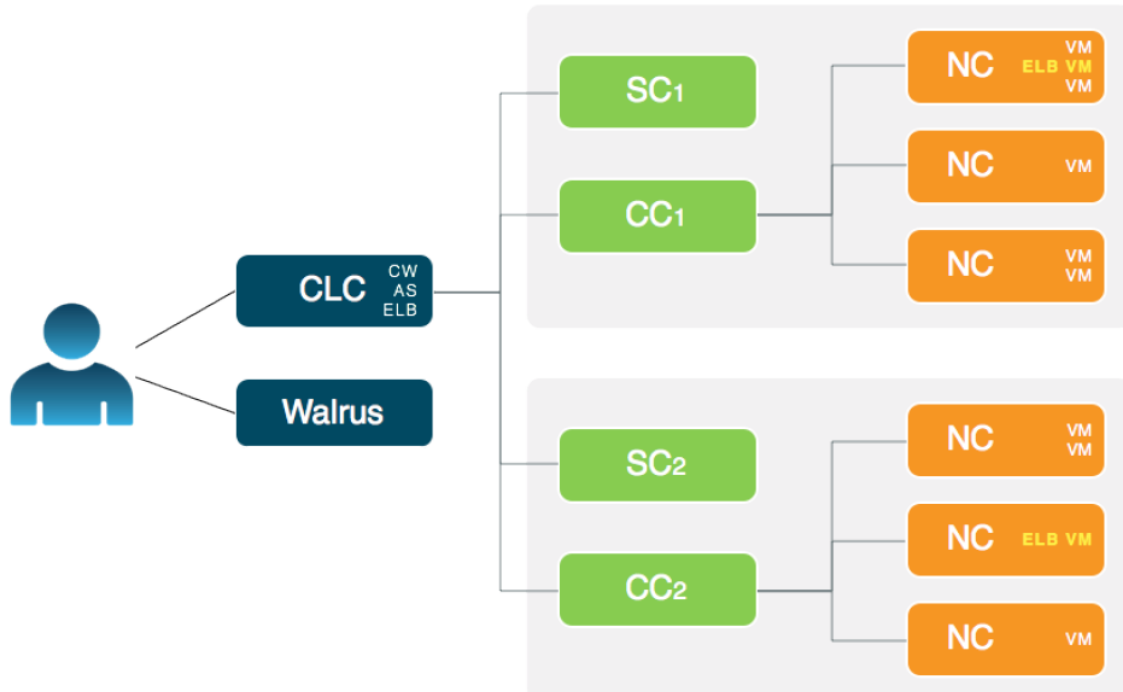 SC1
CC1
NC
VM
ELB VM
VM
NC
VM
NC
VM
VM
CLC
CW
AS
ELB
Walrus
SC2
CC2
NC
VM
VM
NC
ELB VM
NC
VM